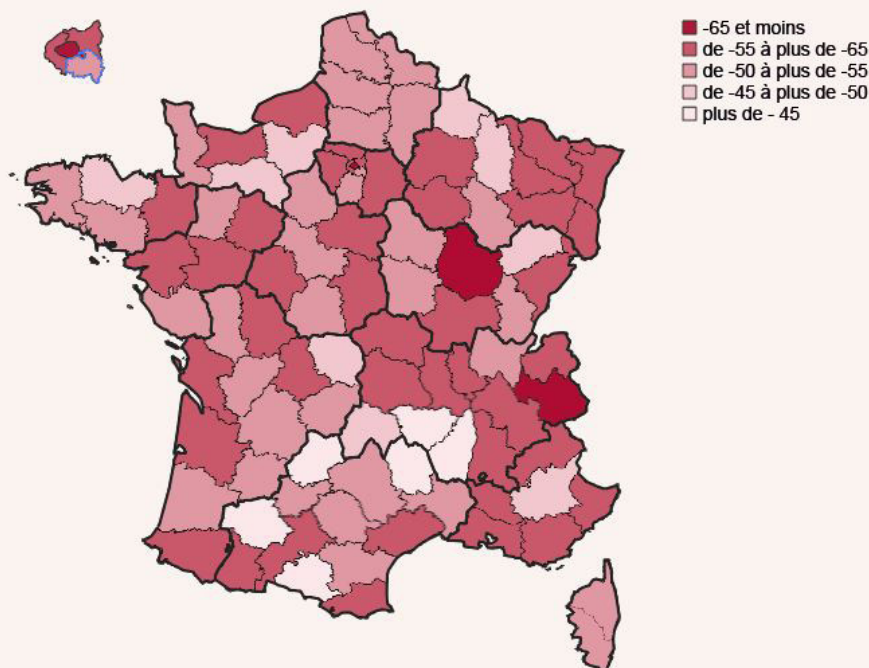 -65 et moins
de -55 à plus de -65
de -50 à plus de -55
de -45 à plus de -50
plus de - 45